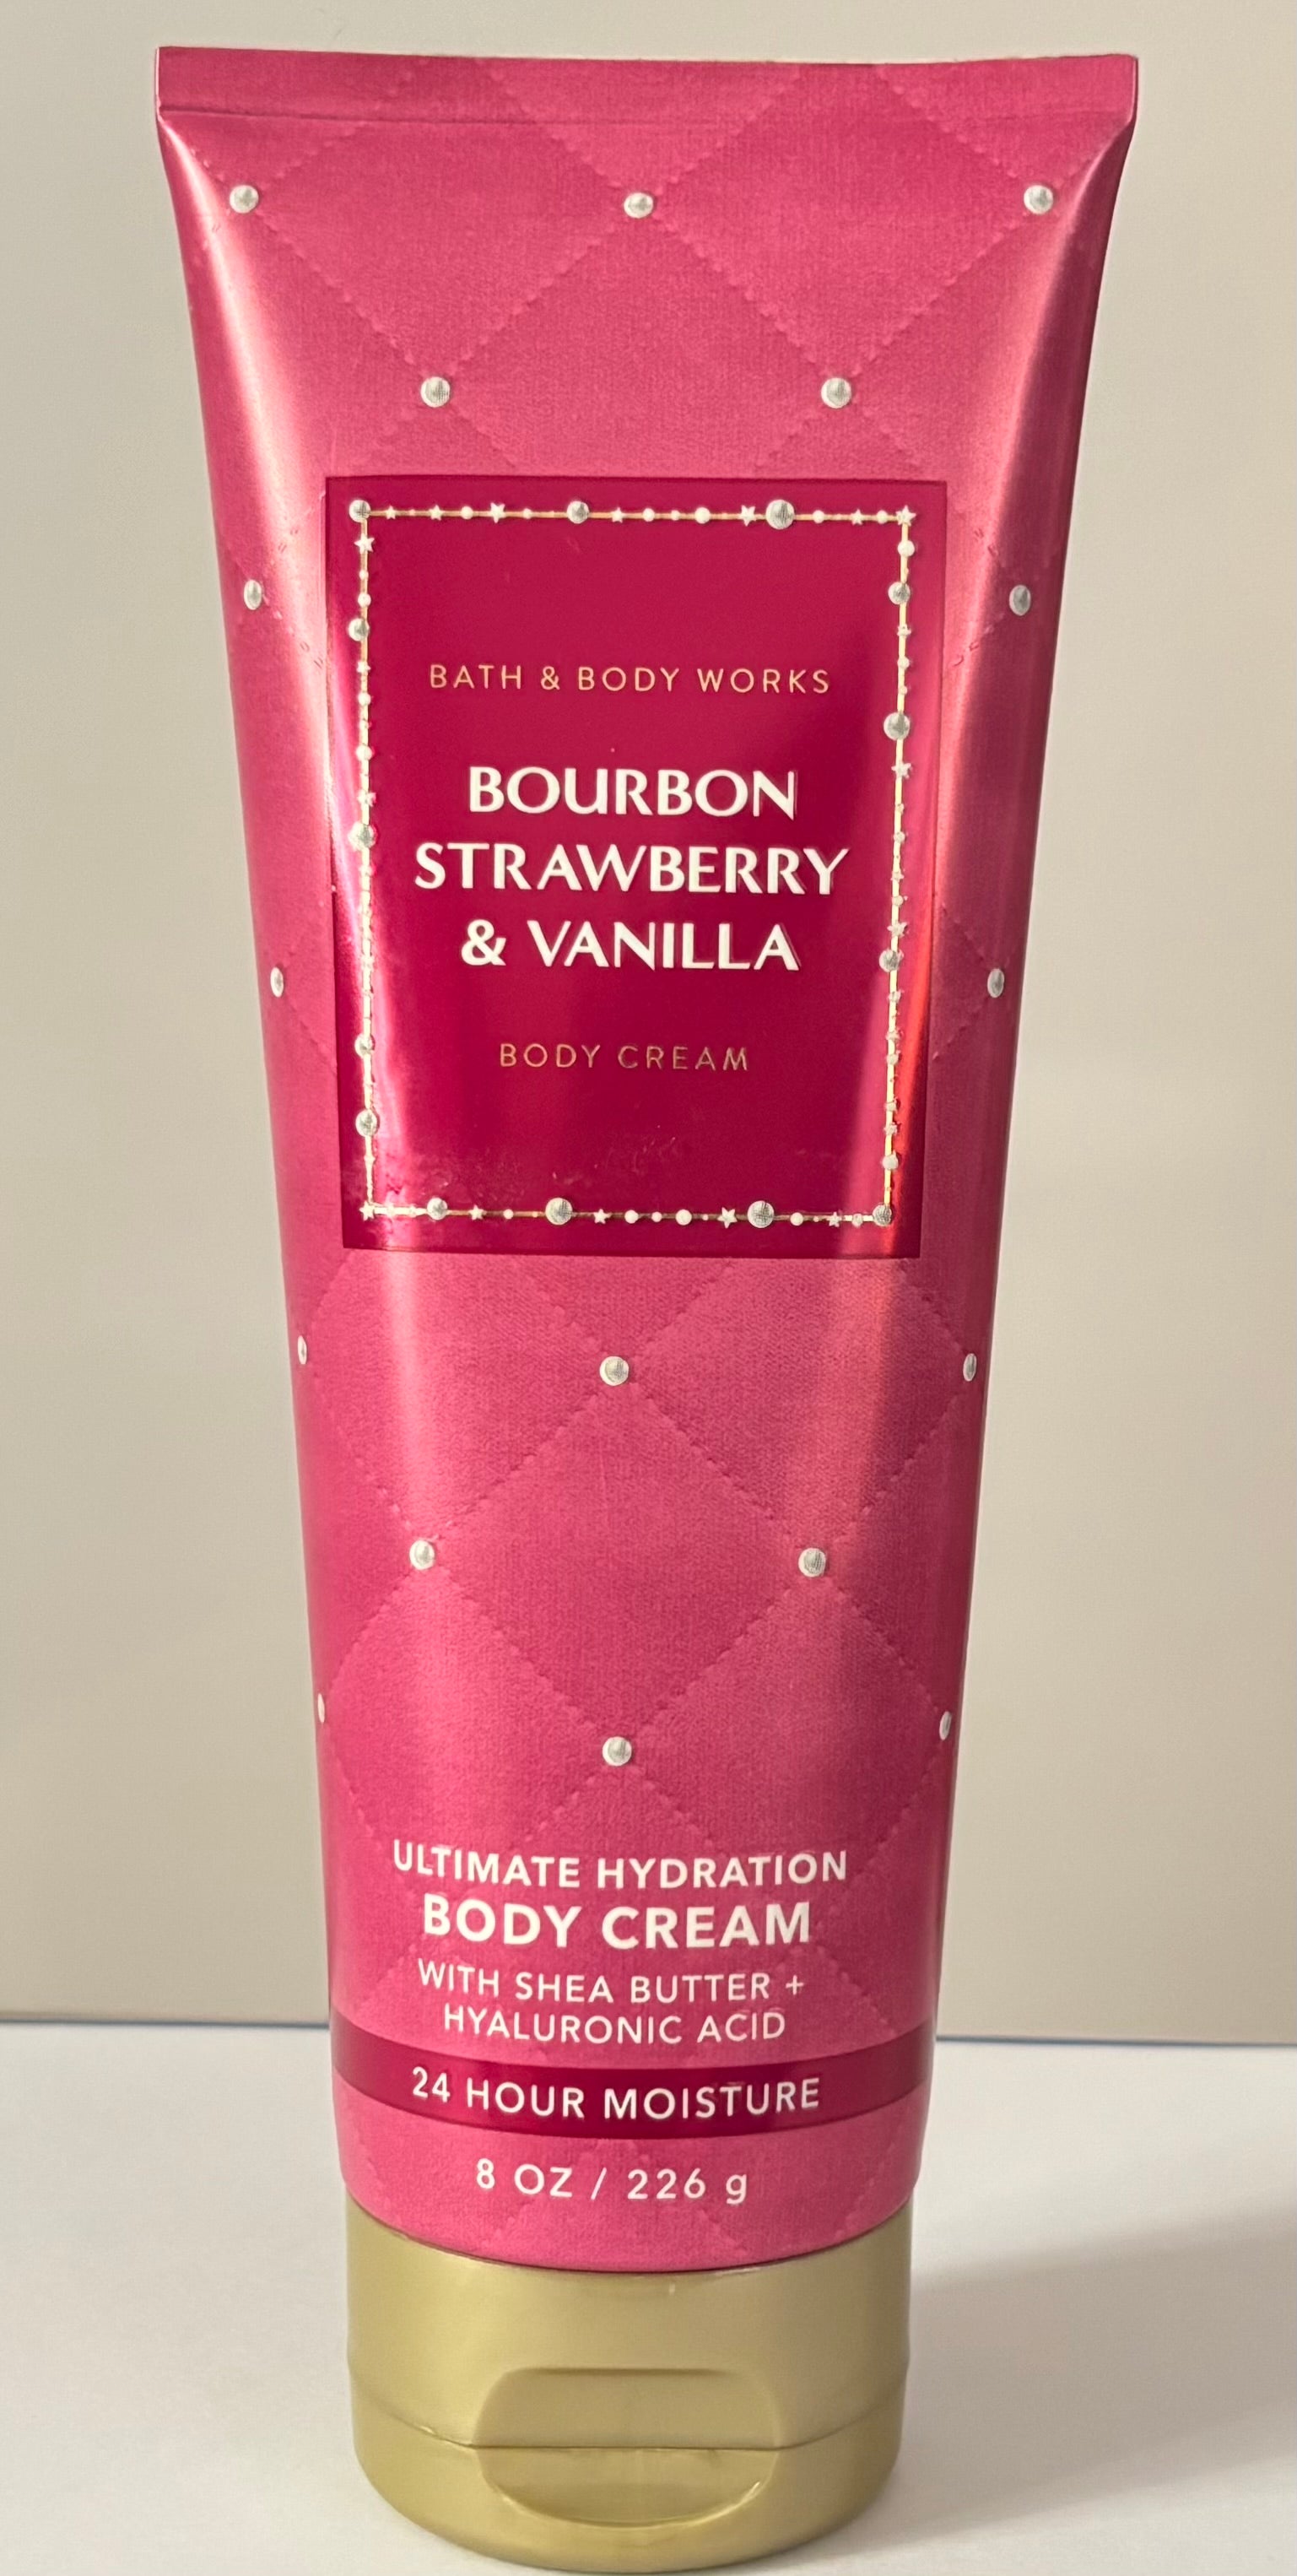 BATH & BODY WORKS
BOURBON
STRAWBERRY
& VANILLA
BODY CREAM
ULTIMATE HYDRATION
BODY CREAM
WITH SHEA BUTTER +
HYALURONIC ACID
24 HOUR MOISTURE
8 OZ / 226 g